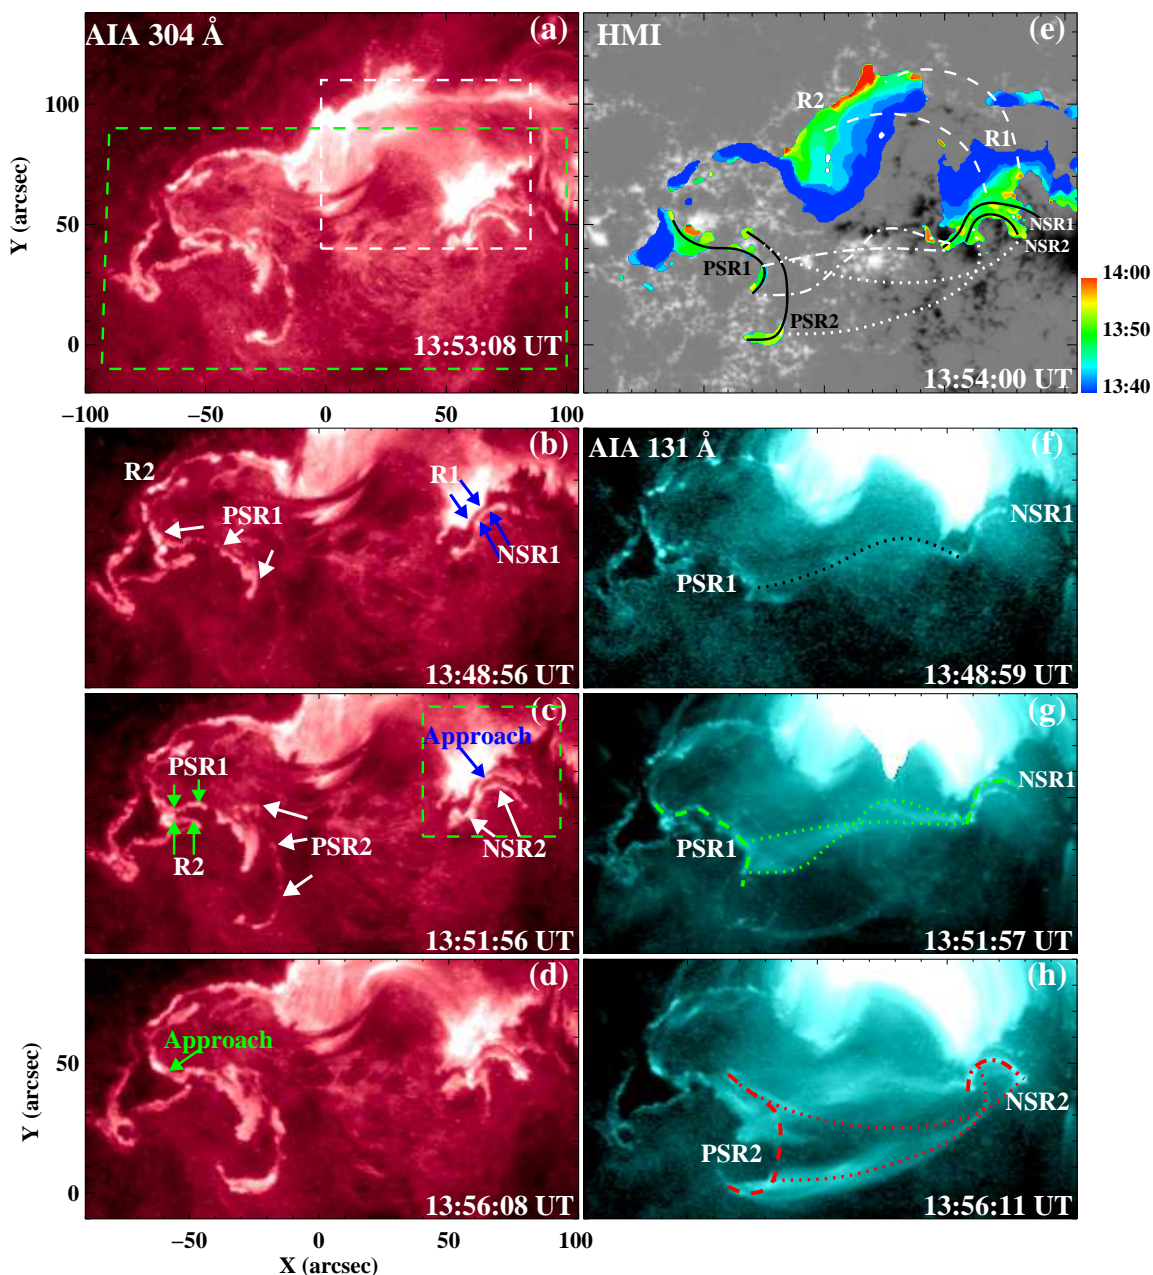 AIA 304 Å
(a)
100
50
0
Y (arcsec)
13:53:08 UT
−100
−50
0
50
100
HMI
(e)
R2
R1
NSR1
NSR2
PSR1
PSR2
14:00
13:50
13:40
13:54:00 UT
(b)
R2
PSR1
R1
NSR1
13:48:56 UT
AIA 131 Å
(f)
NSR1
PSR1
13:48:59 UT
(c)
Approach
PSR1
R2
PSR2
NSR2
13:51:56 UT
(g)
NSR1
PSR1
13:51:57 UT
(d)
Approach
50
0
Y (arcsec)
13:56:08 UT
−50
0
50
100
X (arcsec)
(h)
NSR2
PSR2
13:56:11 UT